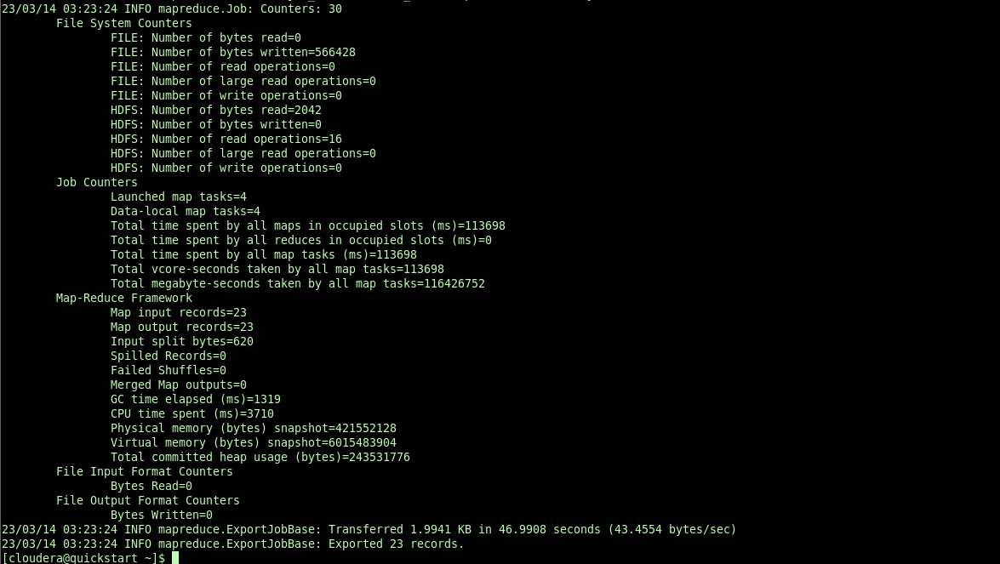 23/03/14 03:23:24 INFO mapreduce.Job: Counters: 30
File System Counters
FILE: Number of bytes read=0
FILE: Number of bytes written=566428
FILE: Number of read operations=0
FILE: Number of large read operations=0
FILE: Number of write operations=0
HDFS: Number of bytes read=2042
HDFS: Number of bytes written=0
HDFS: Number of read operations=16
HDFS: Number of large read operations=0
HDFS: Number of write operations=0
Job Counters
Launched map tasks=4
Data-local map tasks=4
Total time spent by all maps in occupied slots (ms)=113698
Total time spent by all reduces in occupied slots (ms)=0
Total time spent by all map tasks (ms)=113698
Total vcore-seconds taken by all map tasks=113698
Total megabyte-seconds taken by all map tasks=116426752
Map-Reduce Framework
Map input records=23
Map output records=23
Input split bytes=620
Spilled Records=0
Failed Shuffles=0
Merged Map outputs=0
GC time elapsed (ms)=1319
CPU time spent (ms)=3710
Physical memory (bytes) snapshot=421552128
Virtual memory (bytes) snapshot=6015483904
Total committed heap usage (bytes)=243531776
File Input Format Counters
Bytes Read=0
File Output Format Counters
Bytes Written=0
23/03/14 03:23:24 INFO mapreduce.ExportJobBase: Transferred 1.9941 KB in 46.9908 seconds (43.4554 bytes/sec)
23/03/14 03:23:24 INFO mapreduce.ExportJobBase: Exported 23 records.
[cloudera@quickstart ~]$